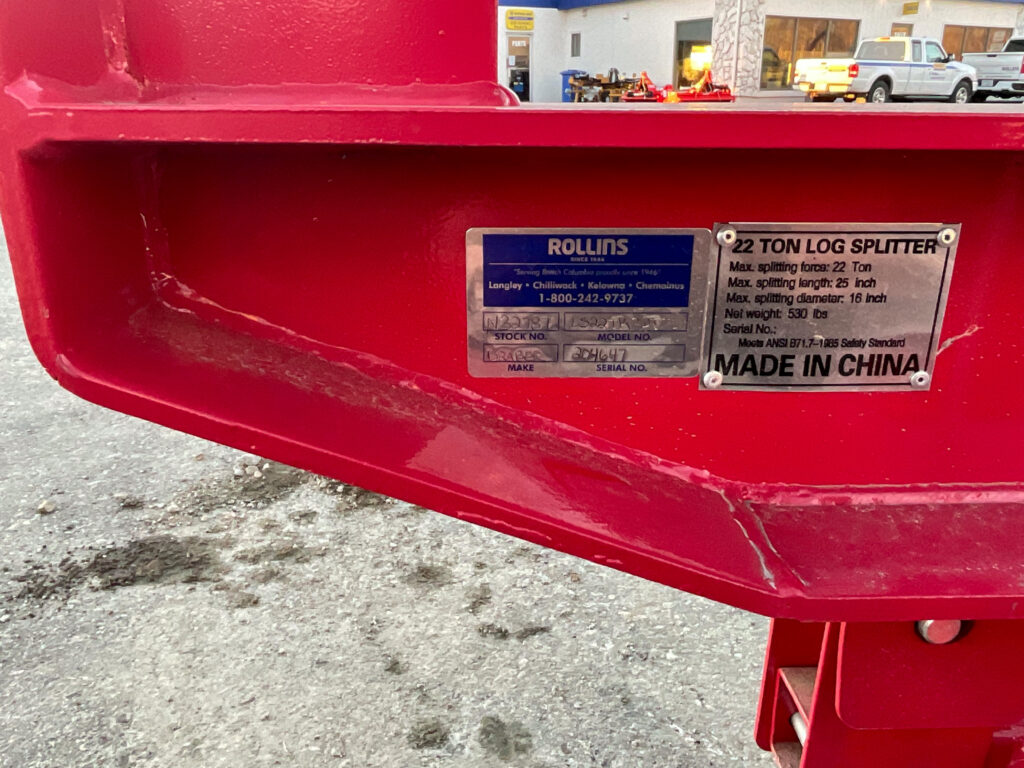 PARTS
ROLLINS
ROLLINS
SINCE 1946
"Serving British Columbia proudly since 1946"
Langley • Chilliwack • Kelowna • Chemainus
1-800-242-9737
STOCK NO. MODEL NO.
204647
MAKE SERIAL NO.
22 TON LOG SPLITTER
Max. splitting force: 22 Ton
Max. splitting length: 25 inch
Max. splitting diameter: 16 inch
Net weight: 530 lbs
Serial No.:
Meets ANSI B71.7-1985 Safety Standard
MADE IN CHINA